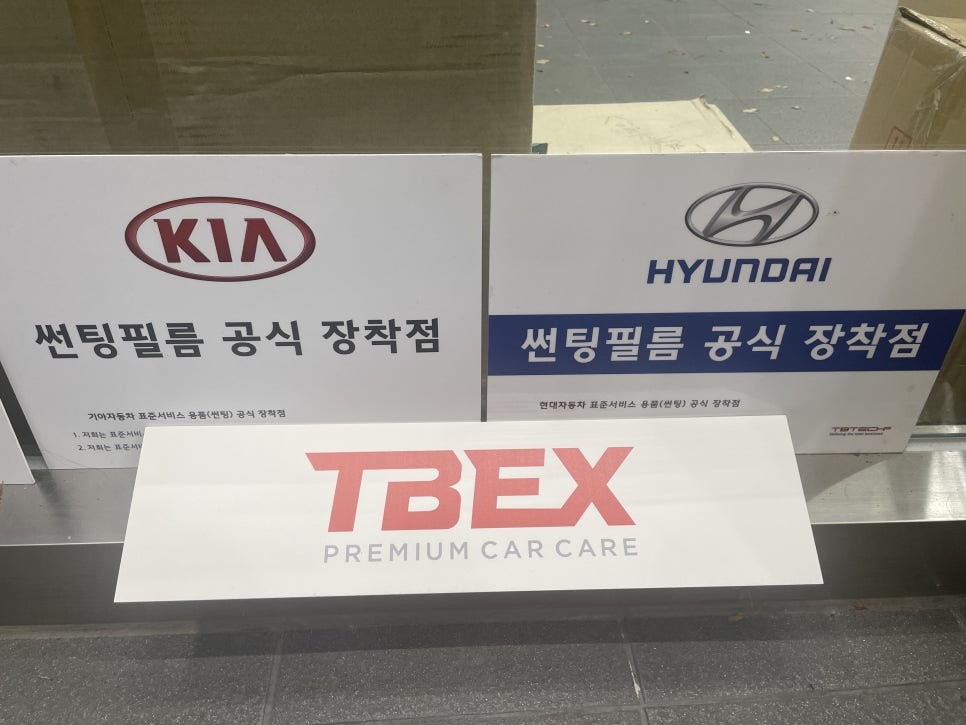 KIA
썬팅필름 공식 장착점
기아자동차 표준서비스 용품(썬팅) 공식 장착점
1. 저희는 표준서비
2. 저희는 표준서비
HYUNDAI
썬팅필름 공식 장착점
현대자동차 표준서비스 용품(썬팅) 공식 장착점
TBTECH-P
TBEX
PREMIUM CAR CARE